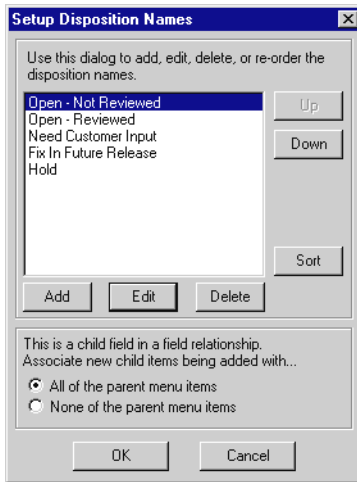 Setup Disposition Names
Use this dialog to add, edit, delete, or re-order the
disposition names.
Open - Not Reviewed
Open - Reviewed
Need Customer Input
Fix In Future Release
Hold
Up
Down
Sort
Add
Edit
Delete
This is a child field in a field relationship.
Associate new child items being added with...
All of the parent menu items
None of the parent menu items
OK
Cancel